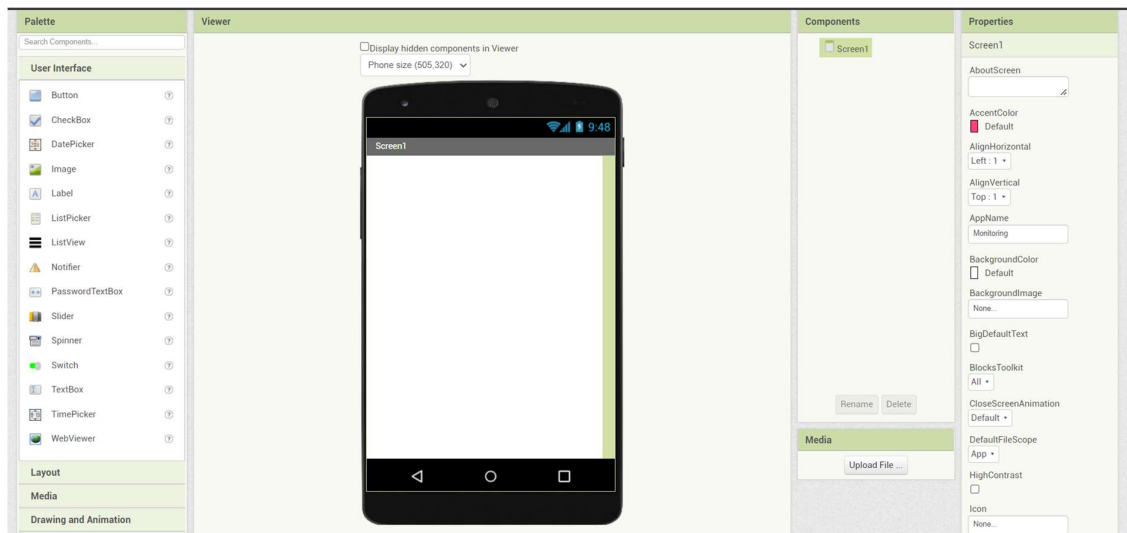 Palette
Search Components...
User Interface
Button
CheckBox
DatePicker
Image
Label
ListPicker
ListView
Notifier
PasswordTextBox
Slider
Spinner
Switch
TextBox
TimePicker
WebViewer
Layout
Media
Drawing and Animation
Viewer
Display hidden components in Viewer
Phone size (505,320)
9:48
Screen1
Components
Screen1
Rename Delete
Media
Upload File ...
Properties
Screen1
AboutScreen
AccentColor
Default
AlignHorizontal
Left : 1
AlignVertical
Top : 1
AppName
Monitoring
BackgroundColor
Default
BackgroundImage
None...
BigDefaultText
BlocksToolkit
All
CloseScreenAnimation
Default
DefaultFileScope
App
HighContrast
Icon
None...